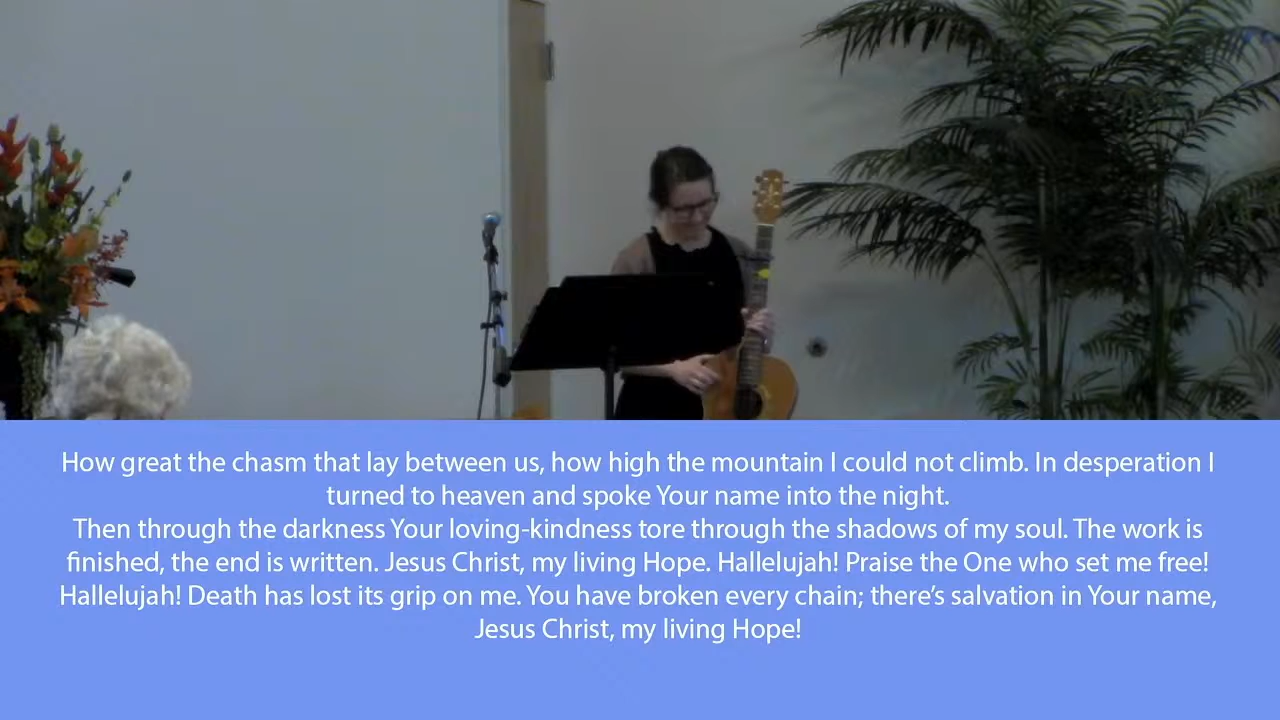 How great the chasm that lay between us, how high the mountain I could not climb. In desperation I
turned to heaven and spoke Your name into the night.
Then through the darkness Your loving-kindness tore through the shadows of my soul. The work is
finished, the end is written. Jesus Christ, my living Hope. Hallelujah! Praise the One who set me free!
Hallelujah! Death has lost its grip on me. You have broken every chain; there’s salvation in Your name,
Jesus Christ, my living Hope!